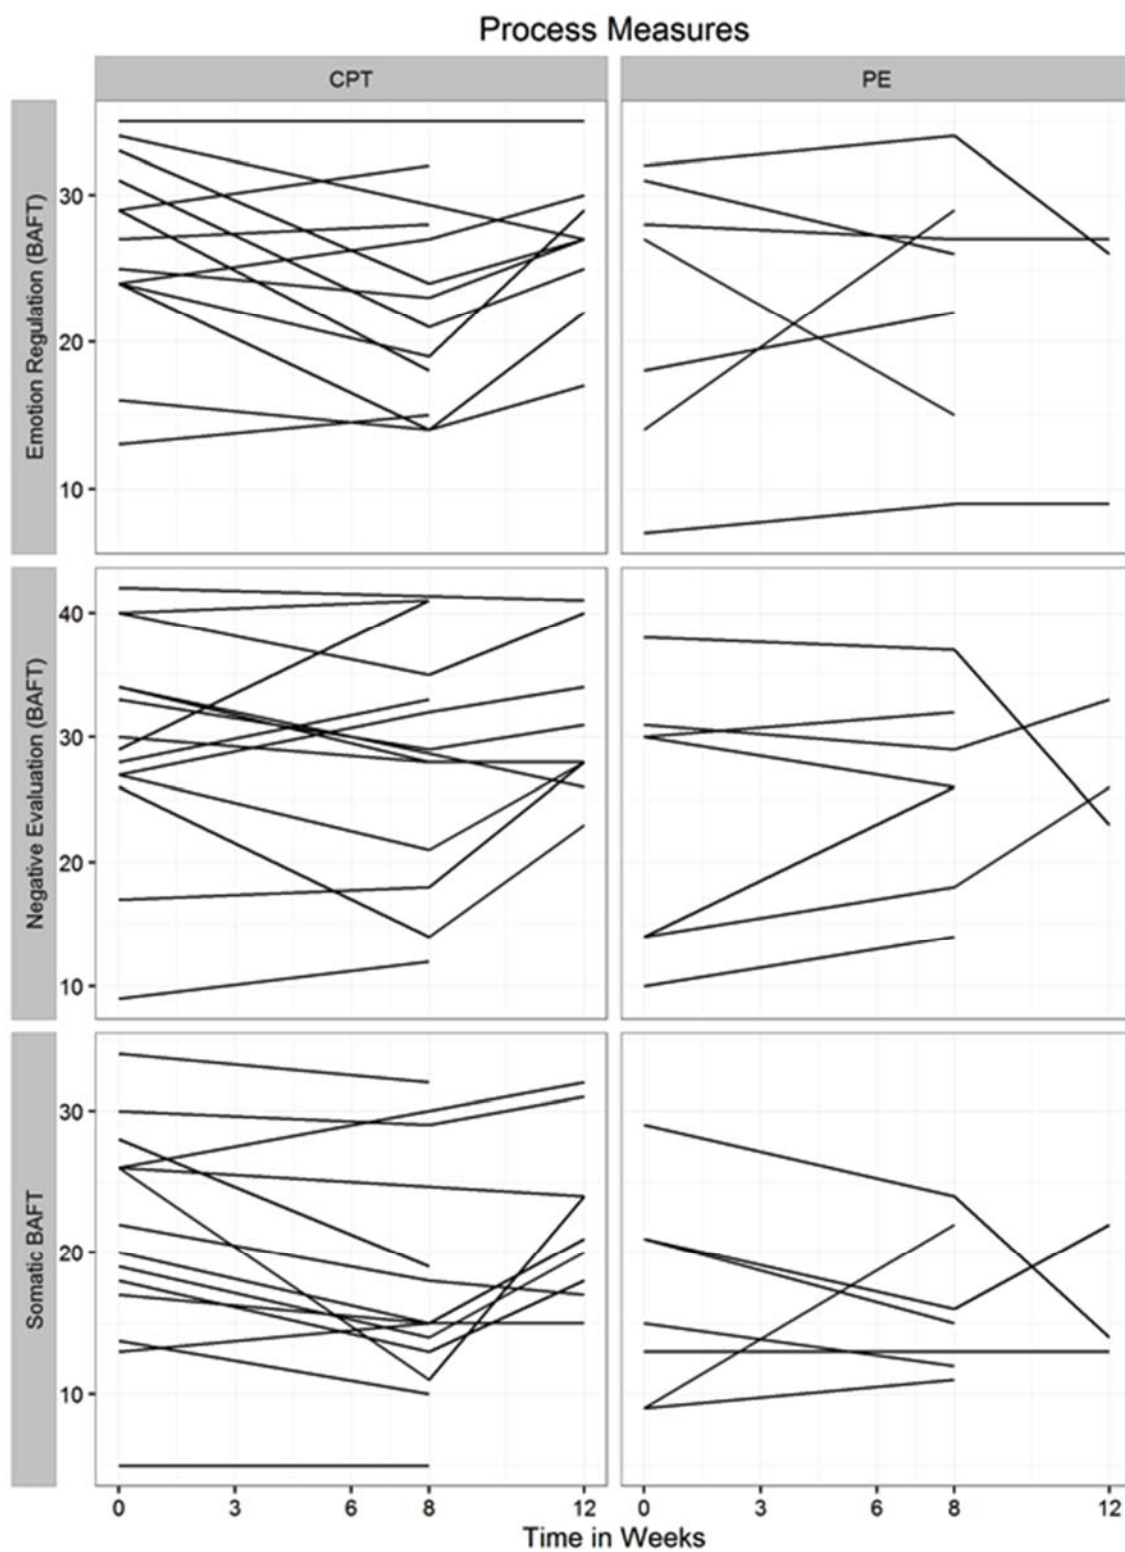 Process Measures
CPT
PE
Emotion Regulation (BAFT)
30
20
10
Negative Evaluation (BAFT)
40
30
20
10
Somatic BAFT
30
20
10
0 3 6 8 12
0 3 6 8 12
Time in Weeks